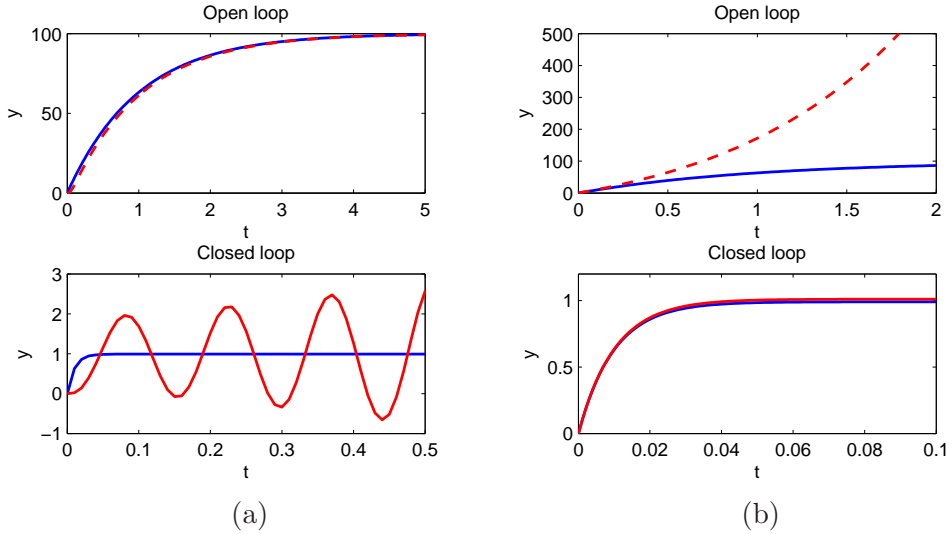 Open loop
100
50
0
y
0 1 2 3 4 5
t
Open loop
500
400
300
200
100
0
y
0 0.5 1 1.5 2
t
Closed loop
3
2
1
0
−1
y
0 0.1 0.2 0.3 0.4 0.5
t
Closed loop
1
0.5
0
y
0 0.02 0.04 0.06 0.08 0.1
t
(a)
(b)